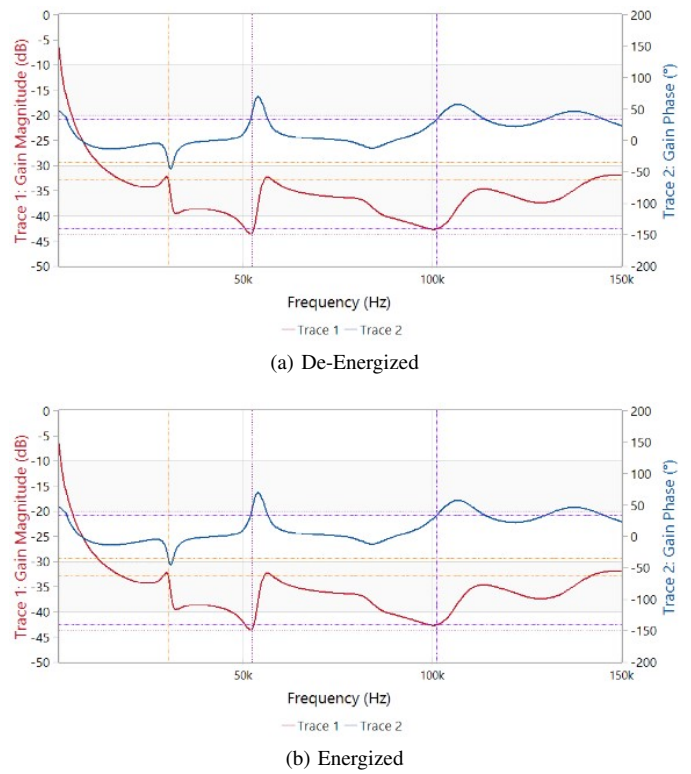 Trace 1: Gain Magnitude (dB)
0
-5
-10
-15
-20
-25
-30
-35
-40
-45
-50
200
150
100
50
0
-50
-100
-150
-200
Trace 2: Gain Phase (°)
50k
100k
150k
Frequency (Hz)
Trace 1 Trace 2
(a) De-Energized
Trace 1: Gain Magnitude (dB)
0
-5
-10
-15
-20
-25
-30
-35
-40
-45
-50
200
150
100
50
0
-50
-100
-150
-200
Trace 2: Gain Phase (°)
50k
100k
150k
Frequency (Hz)
Trace 1 Trace 2
(b) Energized